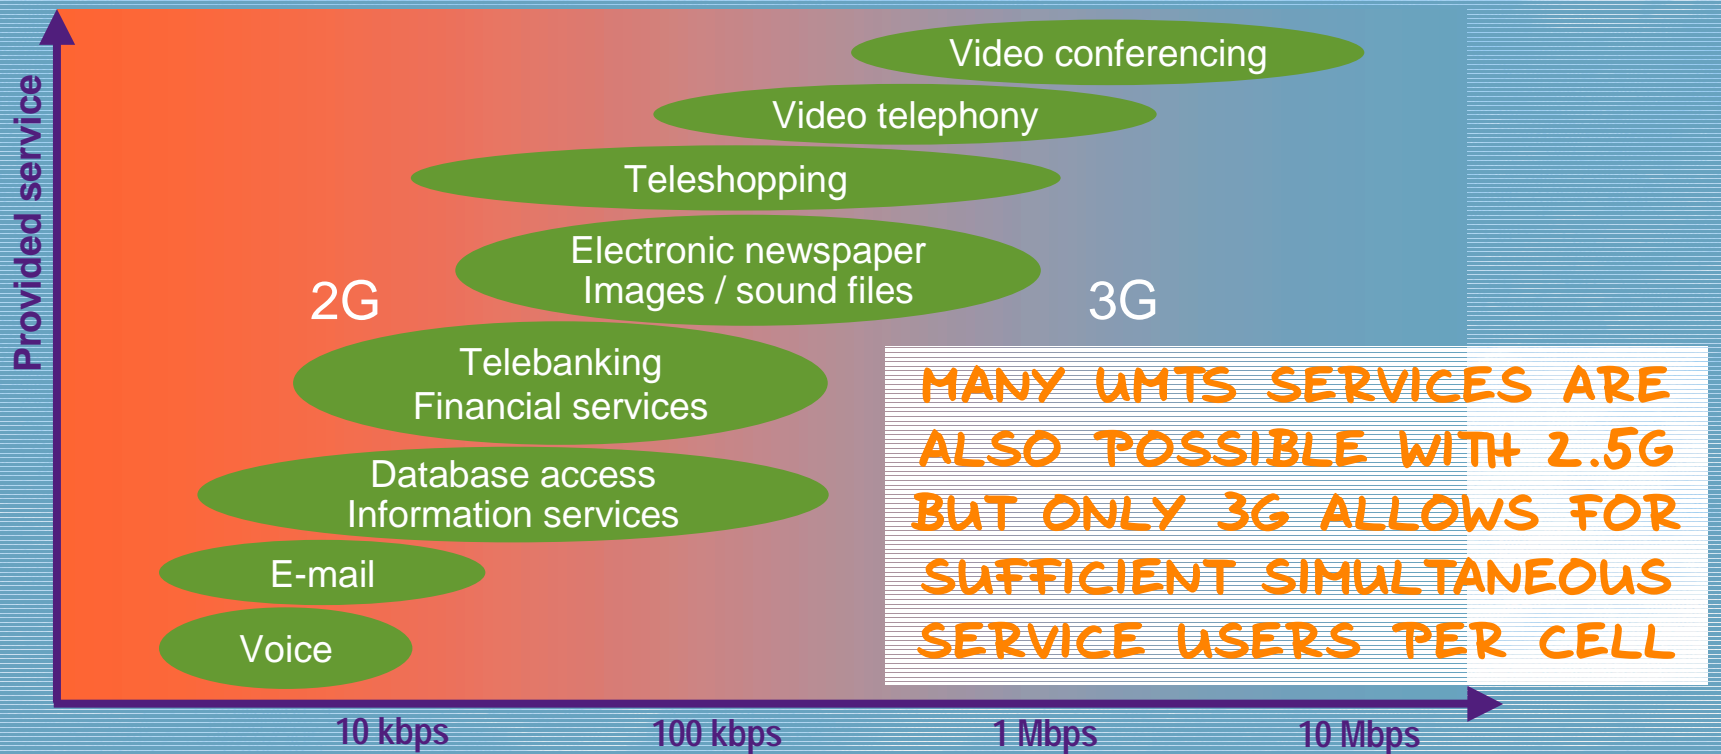 Provided service
Video conferencing
Video telephony
Teleshopping
Electronic newspaper
Images / sound files
2G
3G
Telebanking
Financial services
Database access
Information services
E-mail
Voice
MANY UMTS SERVICES ARE
ALSO POSSIBLE WITH 2.5G
BUT ONLY 3G ALLOWS FOR
SUFFICIENT SIMULTANEOUS
SERVICE USERS PER CELL
10 kbps
100 kbps
1 Mbps
10 Mbps